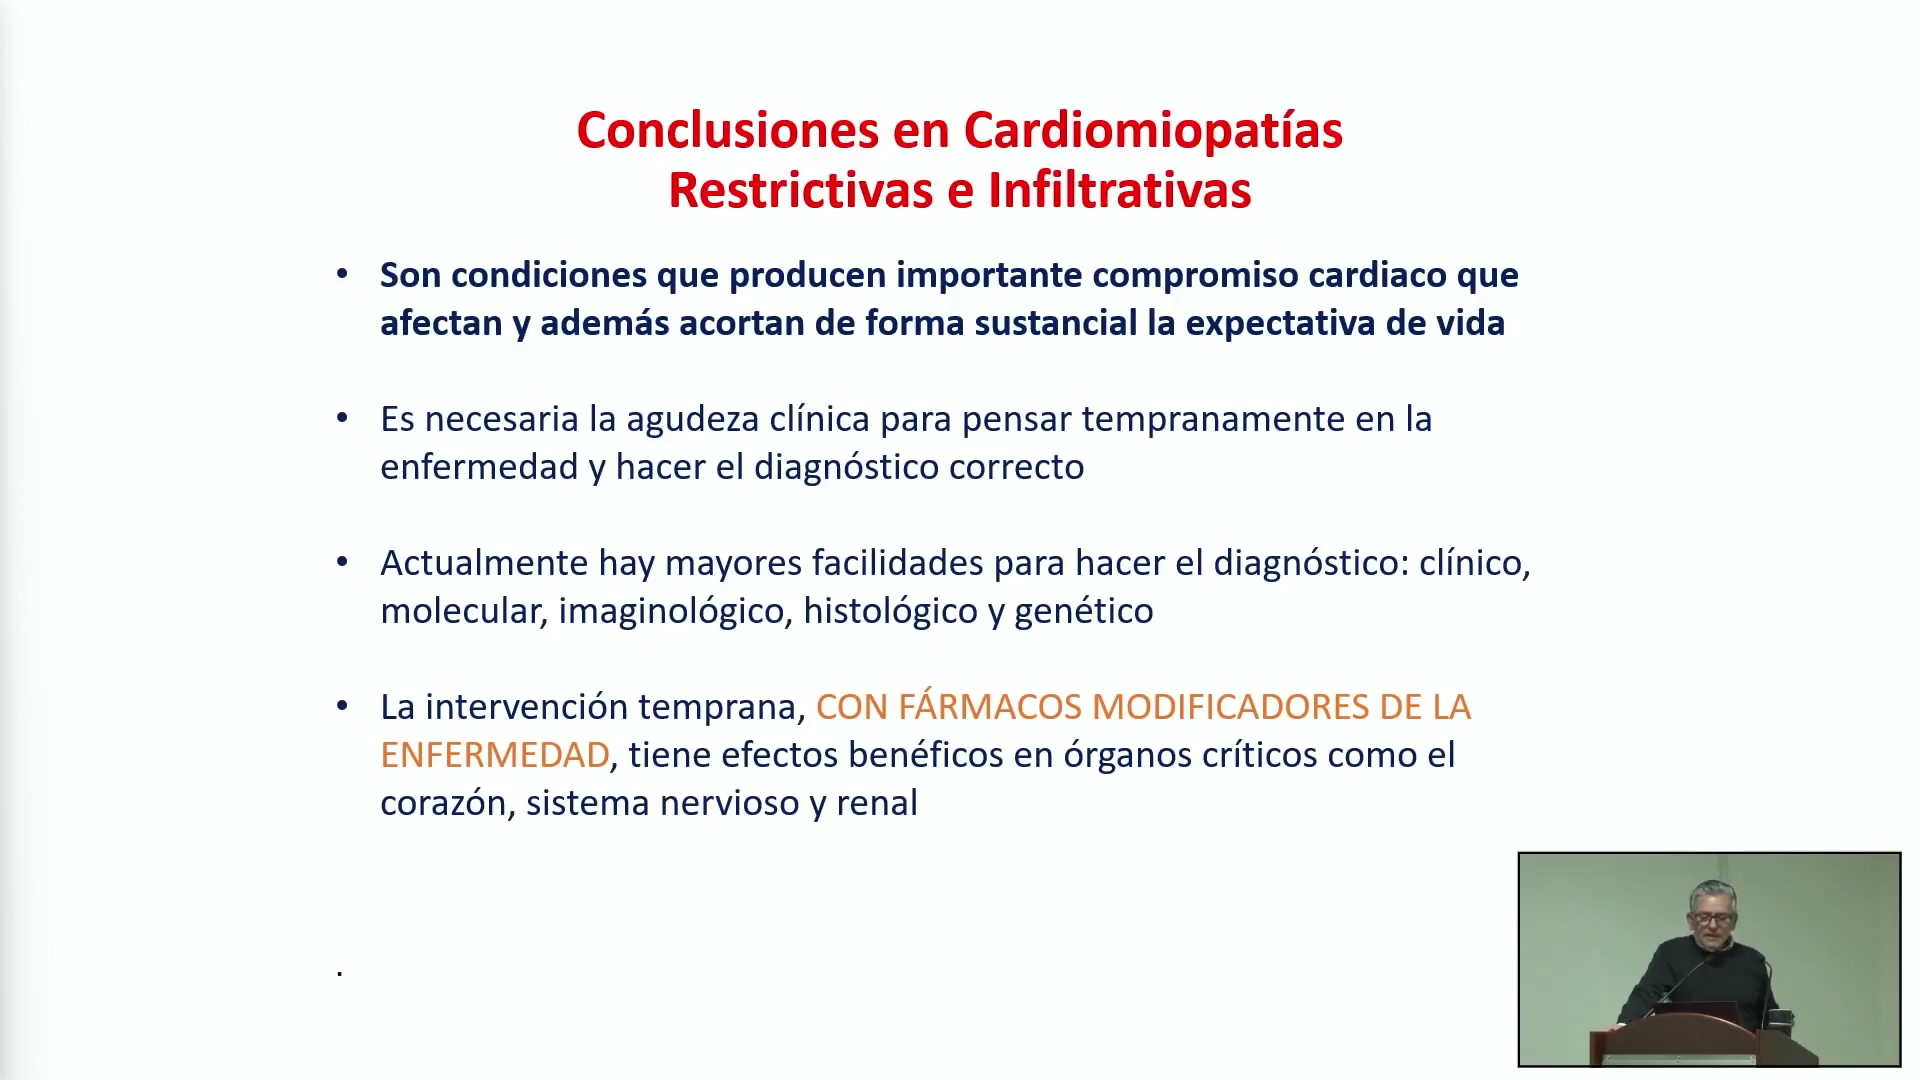 Conclusiones en Cardiomiopatías
Restrictivas e Infiltrativas
• Son condiciones que producen importante compromiso cardiaco que
afectan y además acortan de forma sustancial la expectativa de vida
• Es necesaria la agudeza clínica para pensar tempranamente en la
enfermedad y hacer el diagnóstico correcto
• Actualmente hay mayores facilidades para hacer el diagnóstico: clínico,
molecular, imaginológico, histológico y genético
• La intervención temprana, CON FÁRMACOS MODIFICADORES DE LA
ENFERMEDAD, tiene efectos benéficos en órganos críticos como el
corazón, sistema nervioso y renal
.